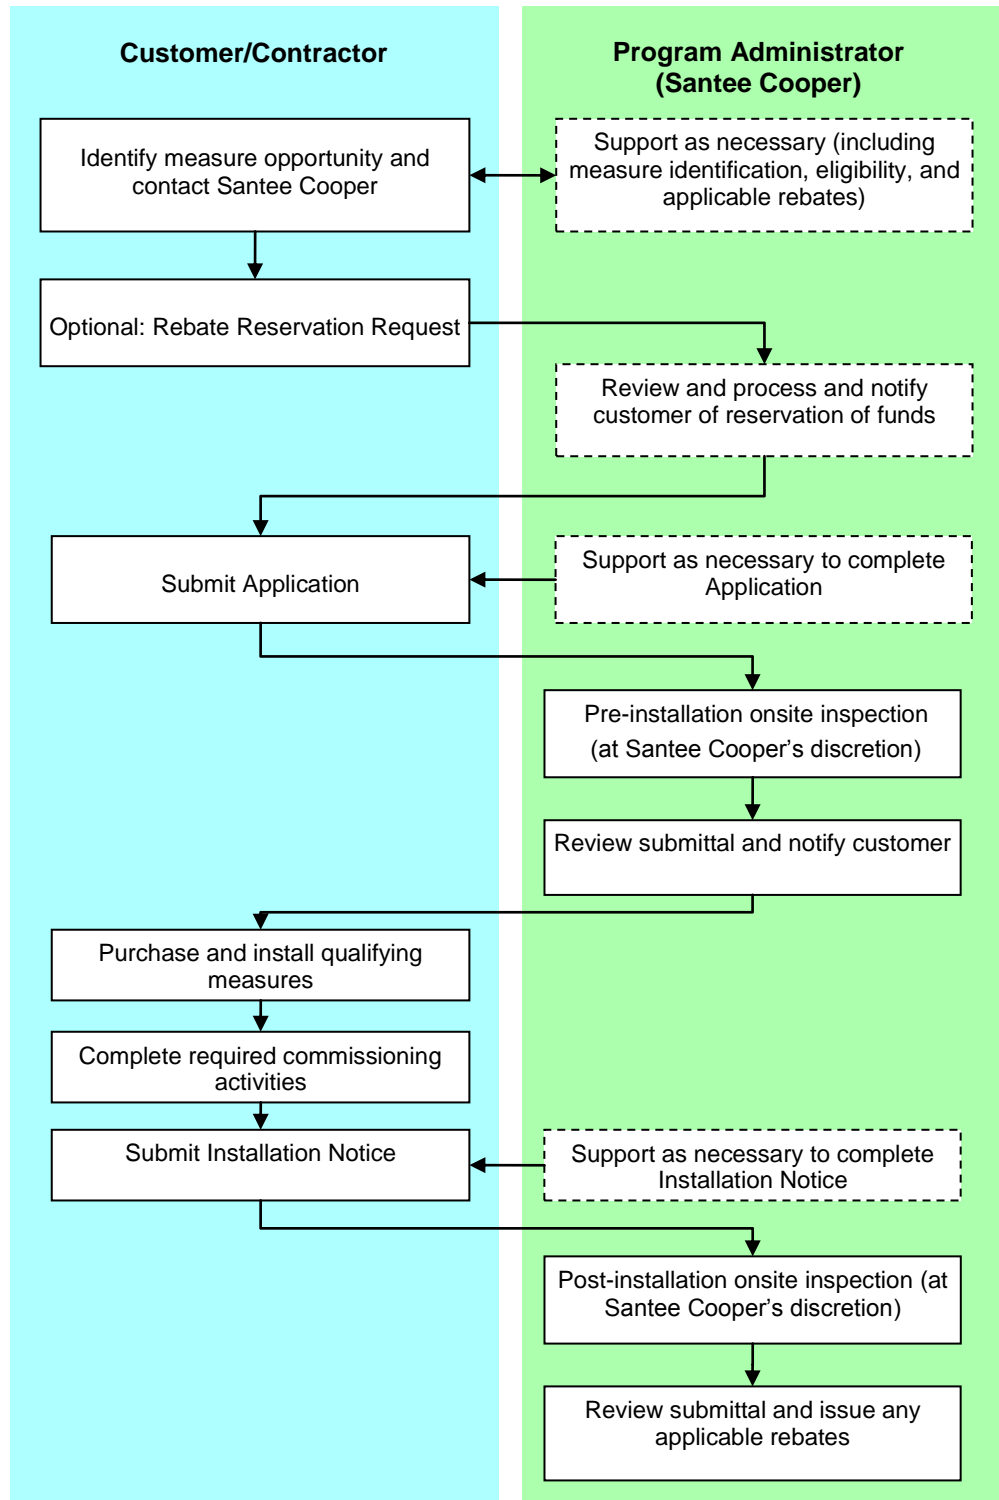 Customer/Contractor
Program Administrator
(Santee Cooper)
Identify measure opportunity and
contact Santee Cooper
Support as necessary (including
measure identification, eligibility, and
applicable rebates)
Optional: Rebate Reservation Request
Review and process and notify
customer of reservation of funds
Submit Application
Support as necessary to complete
Application
Pre-installation onsite inspection
(at Santee Cooper’s discretion)
Review submittal and notify customer
Purchase and install qualifying
measures
Complete required commissioning
activities
Submit Installation Notice
Support as necessary to complete
Installation Notice
Post-installation onsite inspection (at
Santee Cooper’s discretion)
Review submittal and issue any
applicable rebates